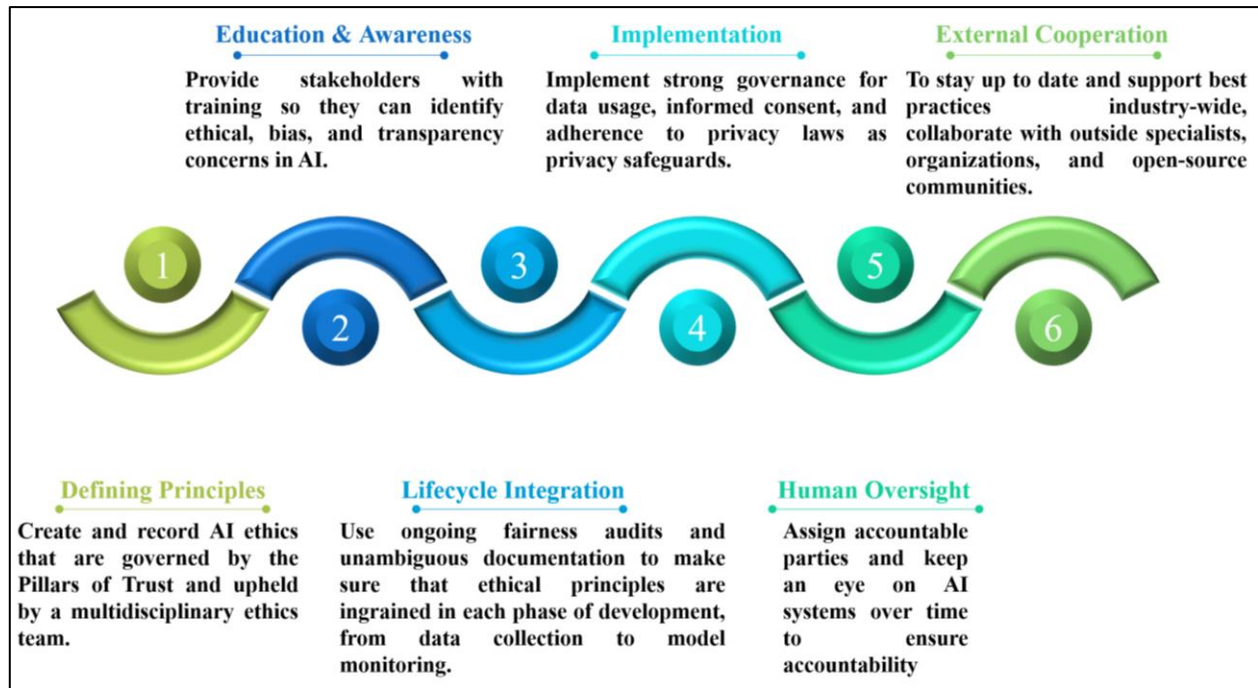 Education & Awareness
Provide stakeholders with
training so they can identify
ethical, bias, and transparency
concerns in AI.
Implementation
Implement strong governance for
data usage, informed consent, and
adherence to privacy laws as
privacy safeguards.
External Cooperation
To stay up to date and support best
practices industry-wide,
collaborate with outside specialists,
organizations, and open-source
communities.
1
2
3
4
5
6
Defining Principles
Create and record AI ethics
that are governed by the
Pillars of Trust and upheld
by a multidisciplinary ethics
team.
Lifecycle Integration
Use ongoing fairness audits and
unambiguous documentation to make
sure that ethical principles are
ingrained in each phase of development,
from data collection to model
monitoring.
Human Oversight
Assign accountable
parties and keep
an eye on AI
systems over time
to ensure
accountability